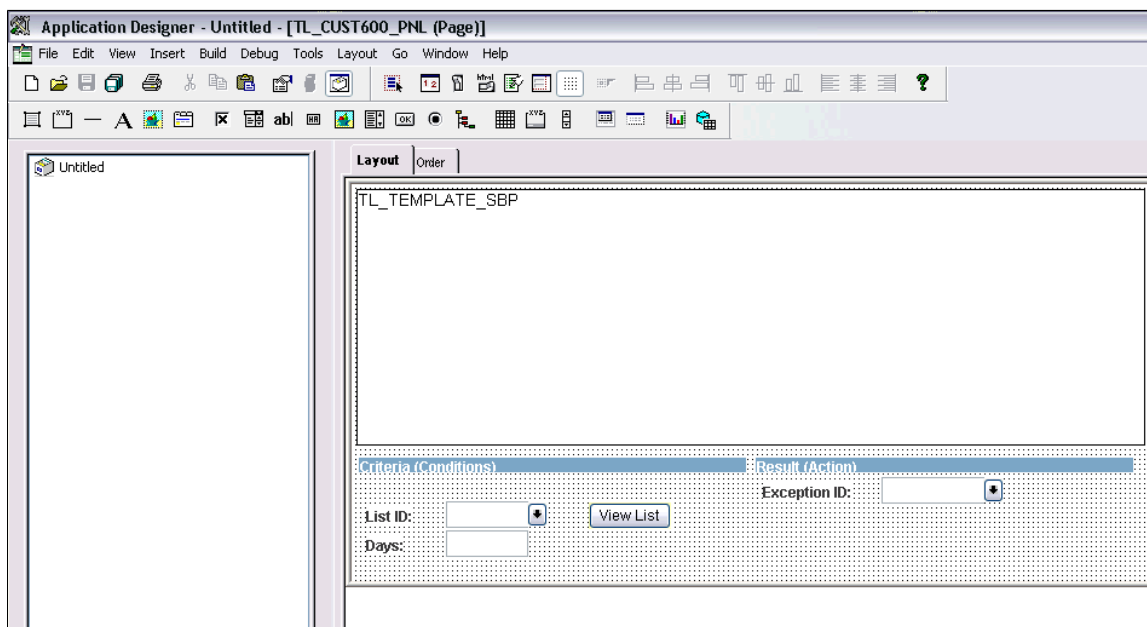 Application Designer - Untitled - [TL_CUST600_PNL (Page)]
File Edit View Insert Build Debug Tools Layout Go Window Help
Untitled
Layout Order
TL_TEMPLATE_SBP
Criteria (Conditions) Result (Action)
Exception ID:
List ID: View List
Days: